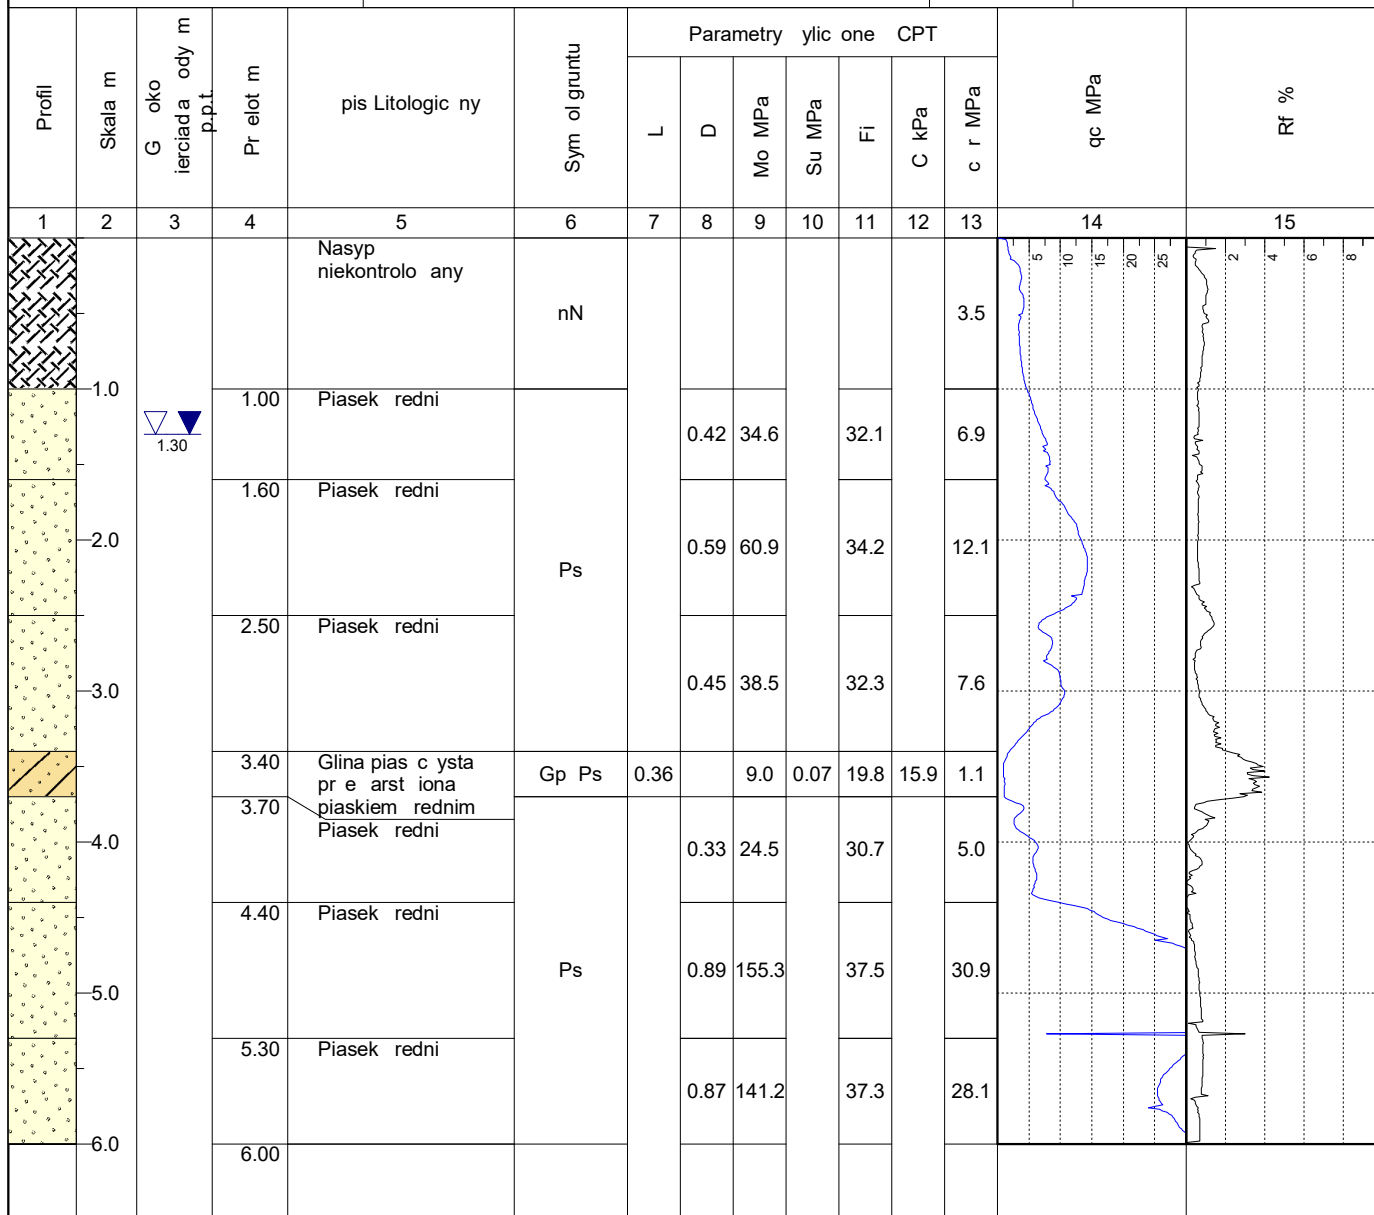 Parametry ylic one CPT
Profil
Skala m
G oko
ierciad a ody m
p.p.t.
Pr elot m
pis Litologic ny
Sym ol gruntu
L
D
Mo MPa
Su MPa
Fi
C kPa
c r MPa
qc MPa
Rf %
1 2 3 4 5 6 7 8 9 10 11 12 13 14 15
5 10 15 20 25 2 4 6 8
Nasyp
niekontrolo any
nN 3.5
1.0
1.00 Piasek redni
1.30
0.42 34.6 32.1 6.9
1.60 Piasek redni
2.0
0.59 60.9 34.2 12.1
Ps
2.50 Piasek redni
3.0
0.45 38.5 32.3 7.6
3.40 Glina pias c ysta
pr e arst iona
piaskiem rednim
Gp Ps 0.36 9.0 0.07 19.8 15.9 1.1
3.70
Piasek redni
4.0
0.33 24.5 30.7 5.0
4.40 Piasek redni
Ps 0.89 155.3 37.5 30.9
5.0
5.30 Piasek redni
0.87 141.2 37.3 28.1
6.0
6.00